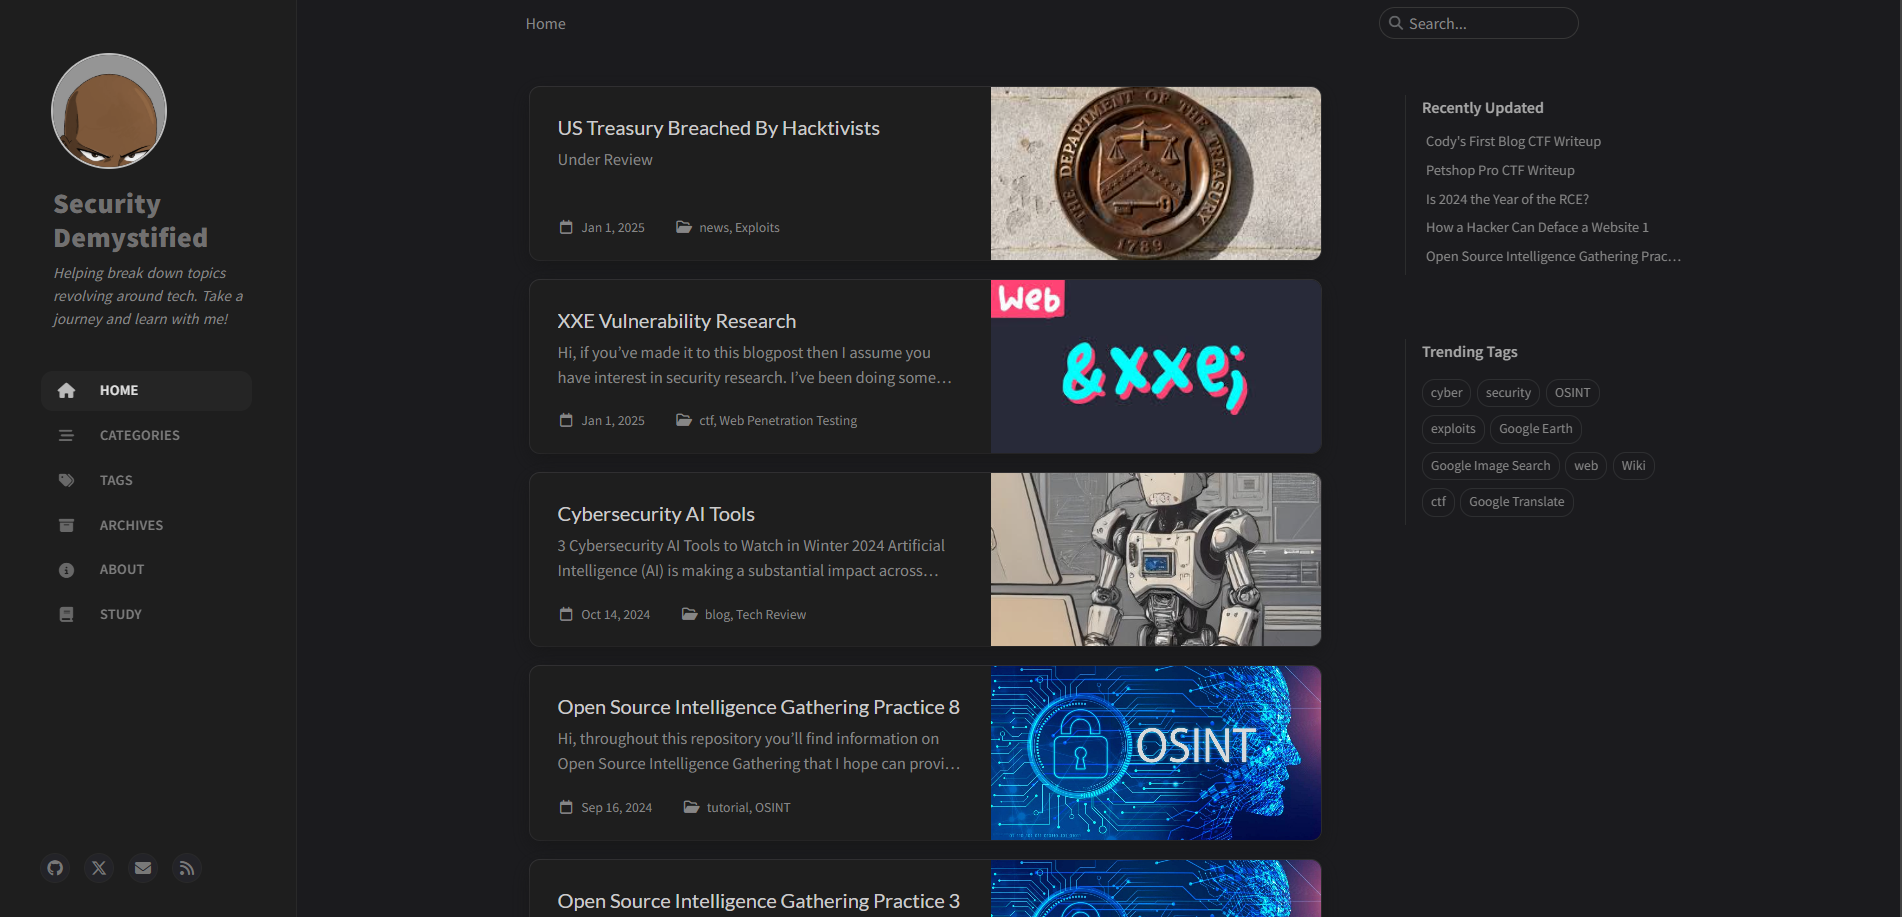 Security
Demystified
Helping break down topics
revolving around tech. Take a
journey and learn with me!
HOME
CATEGORIES
TAGS
ARCHIVES
ABOUT
STUDY
Home
Search...
US Treasury Breached By Hacktivists
Under Review
Jan 1, 2025
news, Exploits
THE DEPARTMENT OF THE TREASURY
1789
XXE Vulnerability Research
Hi, if you’ve made it to this blogpost then I assume you
have interest in security research. I’ve been doing some…
Jan 1, 2025
ctf, Web Penetration Testing
Web
&xxe;
Cybersecurity AI Tools
3 Cybersecurity AI Tools to Watch in Winter 2024 Artificial
Intelligence (AI) is making a substantial impact across…
Oct 14, 2024
blog, Tech Review
Open Source Intelligence Gathering Practice 8
Hi, throughout this repository you’ll find information on
Open Source Intelligence Gathering that I hope can provi…
Sep 16, 2024
tutorial, OSINT
OSINT
Open Source Intelligence Gathering Practice 3
Recently Updated
Cody's First Blog CTF Writeup
Petshop Pro CTF Writeup
Is 2024 the Year of the RCE?
How a Hacker Can Deface a Website 1
Open Source Intelligence Gathering Prac…
Trending Tags
cyber
security
OSINT
exploits
Google Earth
Google Image Search
web
Wiki
ctf
Google Translate